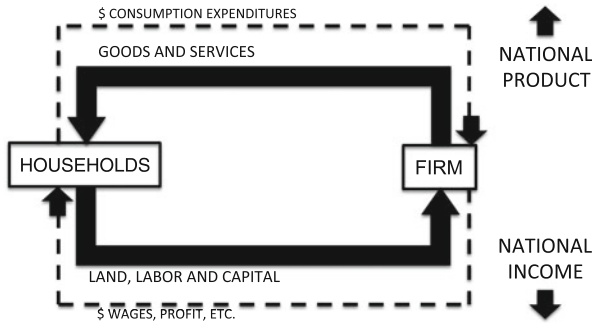 $ CONSUMPTION EXPENDITURES
GOODS AND SERVICES
NATIONAL
PRODUCT
HOUSEHOLDS
FIRM
NATIONAL
INCOME
LAND, LABOR AND CAPITAL
$ WAGES, PROFIT, ETC.